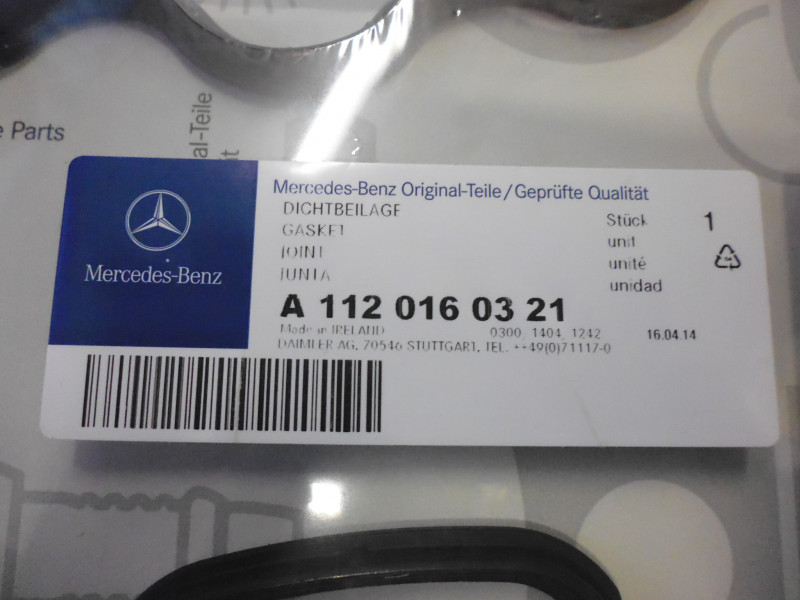 e Parts
al-Teile
Mercedes-Benz
Mercedes-Benz Original-Teile/Geprüfte Qualität
DICHTBEILAGE
GASKET
JOINT
JUNTA
Stück 1
unit
unité
unidad
A 112 016 03 21
Made in IRELAND 0300, 1404, 1242 16.04.14
DAIMLER AG, 70546 STUTTGART, TEL. ++49(0)71117-0